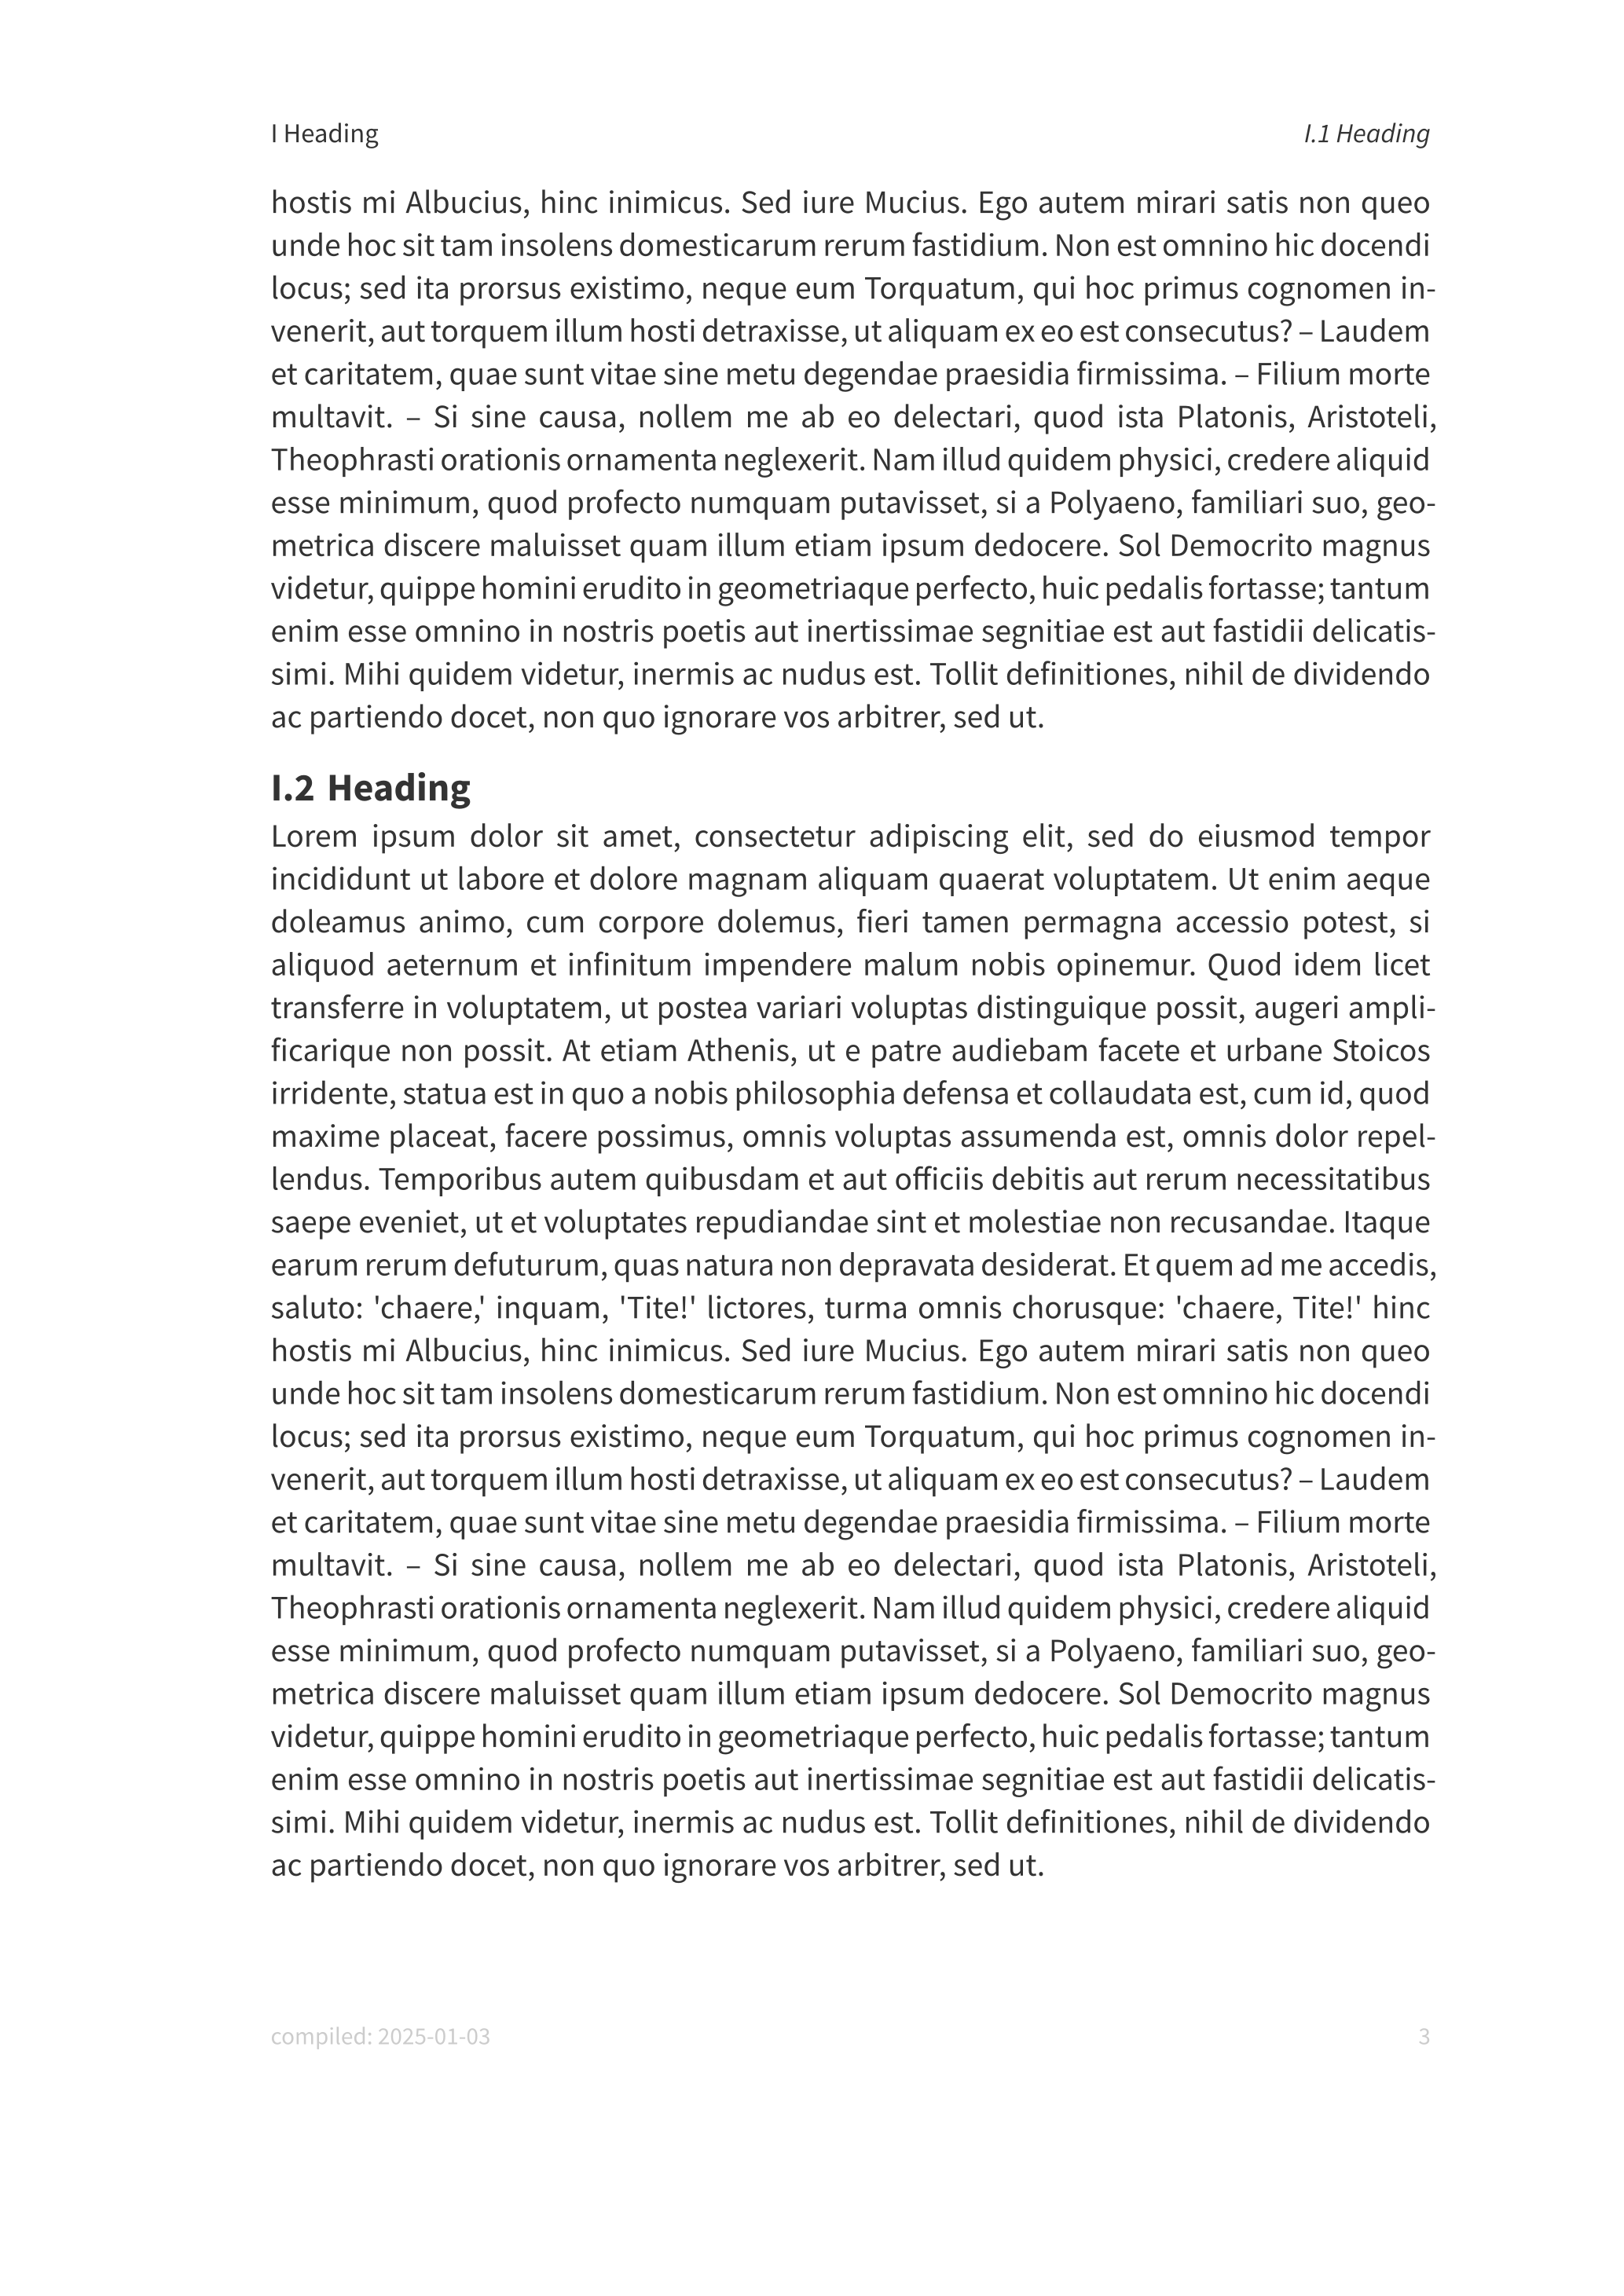 I Heading I.1 Heading
hostis mi Albucius, hinc inimicus. Sed iure Mucius. Ego autem mirari satis non queo
unde hoc sit tam insolens domesticarum rerum fastidium. Non est omnino hic docendi
locus; sed ita prorsus existimo, neque eum Torquatum, qui hoc primus cognomen in-
venerit, aut torquem illum hosti detraxisse, ut aliquam ex eo est consecutus? – Laudem
et caritatem, quae sunt vitae sine metu degendae praesidia firmissima. – Filium morte
multavit. – Si sine causa, nollem me ab eo delectari, quod ista Platonis, Aristoteli,
Theophrasti orationis ornamenta neglexerit. Nam illud quidem physici, credere aliquid
esse minimum, quod profecto numquam putavisset, si a Polyaeno, familiari suo, geo-
metrica discere maluisset quam illum etiam ipsum dedocere. Sol Democrito magnus
videtur, quippe homini erudito in geometriaque perfecto, huic pedalis fortasse; tantum
enim esse omnino in nostris poetis aut inertissimae segnitiae est aut fastidii delicatis-
simi. Mihi quidem videtur, inermis ac nudus est. Tollit definitiones, nihil de dividendo
ac partiendo docet, non quo ignorare vos arbitrer, sed ut.
I.2 Heading
Lorem ipsum dolor sit amet, consectetur adipiscing elit, sed do eiusmod tempor
incididunt ut labore et dolore magnam aliquam quaerat voluptatem. Ut enim aeque
doleamus animo, cum corpore dolemus, fieri tamen permagna accessio potest, si
aliquod aeternum et infinitum impendere malum nobis opinemur. Quod idem licet
transferre in voluptatem, ut postea variari voluptas distinguique possit, augeri ampli-
ficarique non possit. At etiam Athenis, ut e patre audiebam facete et urbane Stoicos
irridente, statua est in quo a nobis philosophia defensa et collaudata est, cum id, quod
maxime placeat, facere possimus, omnis voluptas assumenda est, omnis dolor repel-
lendus. Temporibus autem quibusdam et aut officiis debitis aut rerum necessitatibus
saepe eveniet, ut et voluptates repudiandae sint et molestiae non recusandae. Itaque
earum rerum defuturum, quas natura non depravata desiderat. Et quem ad me accedis,
saluto: 'chaere,' inquam, 'Tite!' lictores, turma omnis chorusque: 'chaere, Tite!' hinc
hostis mi Albucius, hinc inimicus. Sed iure Mucius. Ego autem mirari satis non queo
unde hoc sit tam insolens domesticarum rerum fastidium. Non est omnino hic docendi
locus; sed ita prorsus existimo, neque eum Torquatum, qui hoc primus cognomen in-
venerit, aut torquem illum hosti detraxisse, ut aliquam ex eo est consecutus? – Laudem
et caritatem, quae sunt vitae sine metu degendae praesidia firmissima. – Filium morte
multavit. – Si sine causa, nollem me ab eo delectari, quod ista Platonis, Aristoteli,
Theophrasti orationis ornamenta neglexerit. Nam illud quidem physici, credere aliquid
esse minimum, quod profecto numquam putavisset, si a Polyaeno, familiari suo, geo-
metrica discere maluisset quam illum etiam ipsum dedocere. Sol Democrito magnus
videtur, quippe homini erudito in geometriaque perfecto, huic pedalis fortasse; tantum
enim esse omnino in nostris poetis aut inertissimae segnitiae est aut fastidii delicatis-
simi. Mihi quidem videtur, inermis ac nudus est. Tollit definitiones, nihil de dividendo
ac partiendo docet, non quo ignorare vos arbitrer, sed ut.
compiled: 2025-01-03 3